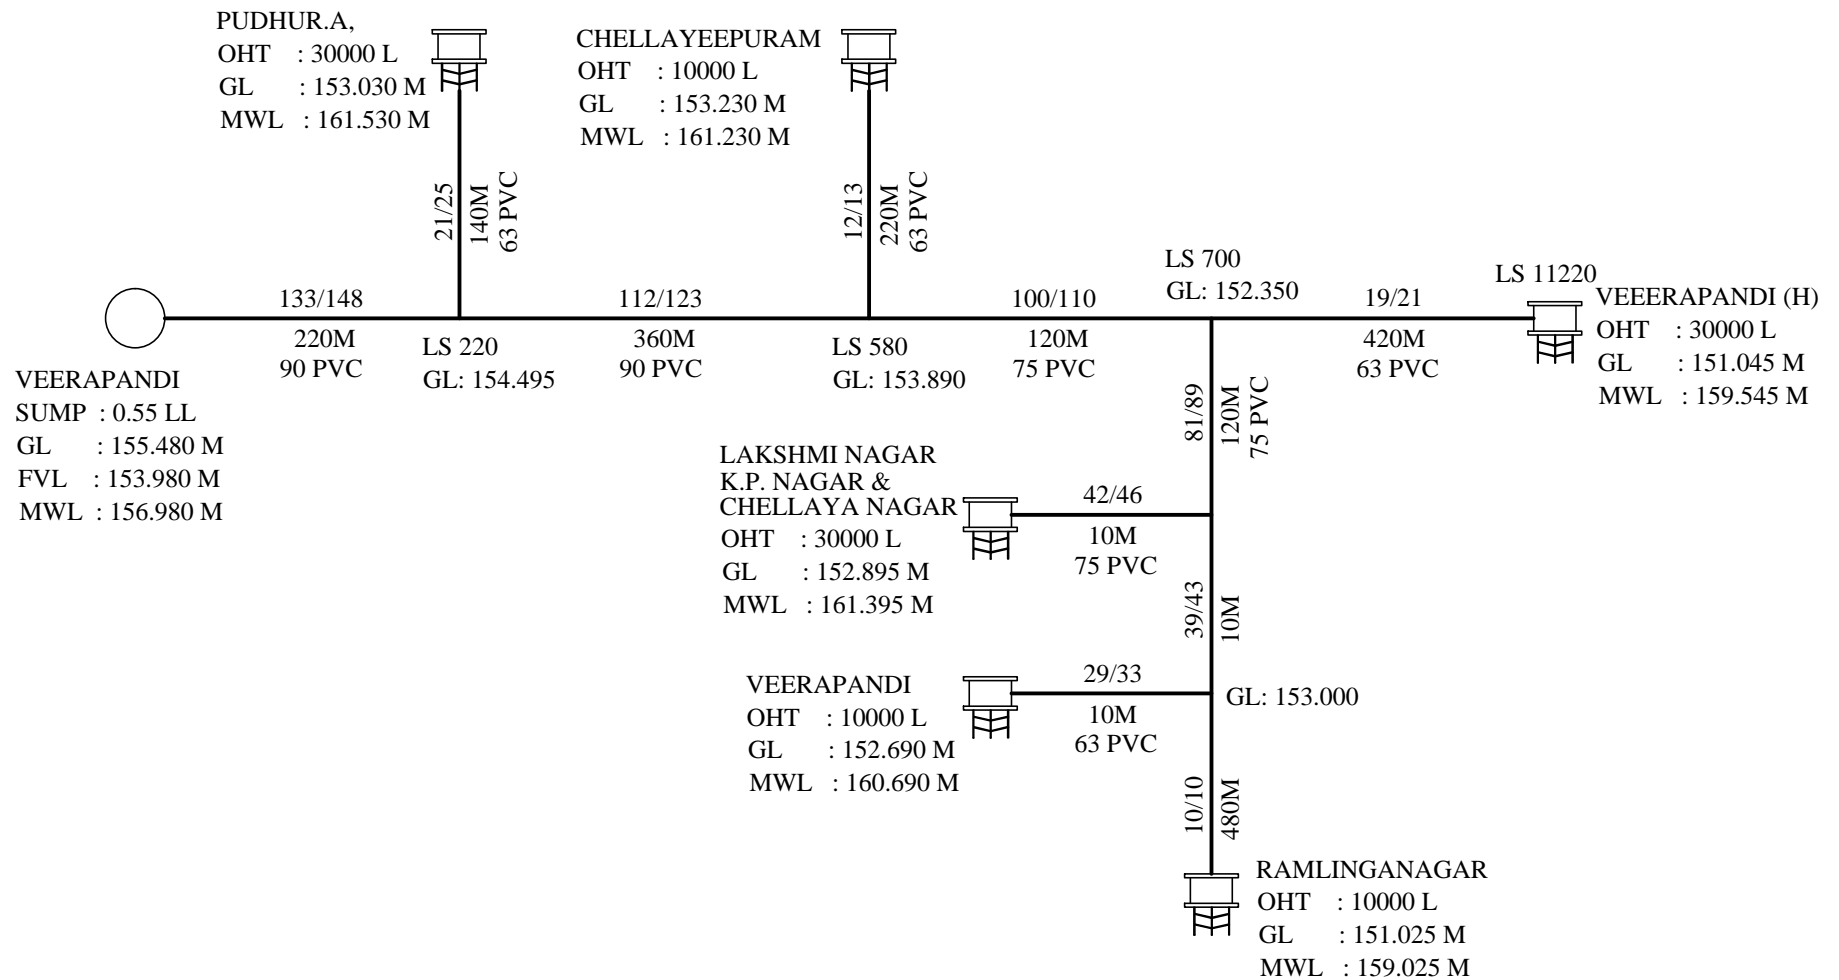 PUDHUR.A,
OHT : 30000 L
GL : 153.030 M
MWL : 161.530 M
CHELLAYEEPURAM
OHT : 10000 L
GL : 153.230 M
MWL : 161.230 M
21/25
140M
63 PVC
12/13
220M
63 PVC
133/148
220M
90 PVC
LS 220
GL: 154.495
112/123
360M
90 PVC
LS 580
GL: 153.890
100/110
120M
75 PVC
LS 700
GL: 152.350
19/21
420M
63 PVC
LS 11220
VEEERAPANDI (H)
OHT : 30000 L
GL : 151.045 M
MWL : 159.545 M
VEERAPANDI
SUMP : 0.55 LL
GL : 155.480 M
FVL : 153.980 M
MWL : 156.980 M
81/89
120M
75 PVC
LAKSHMI NAGAR
K.P. NAGAR &
CHELLAYA NAGAR
OHT : 30000 L
GL : 152.895 M
MWL : 161.395 M
42/46
10M
75 PVC
39/43
10M
VEERAPANDI
OHT : 10000 L
GL : 152.690 M
MWL : 160.690 M
29/33
10M
63 PVC
GL: 153.000
10/10
480M
RAMLINGANAGAR
OHT : 10000 L
GL : 151.025 M
MWL : 159.025 M